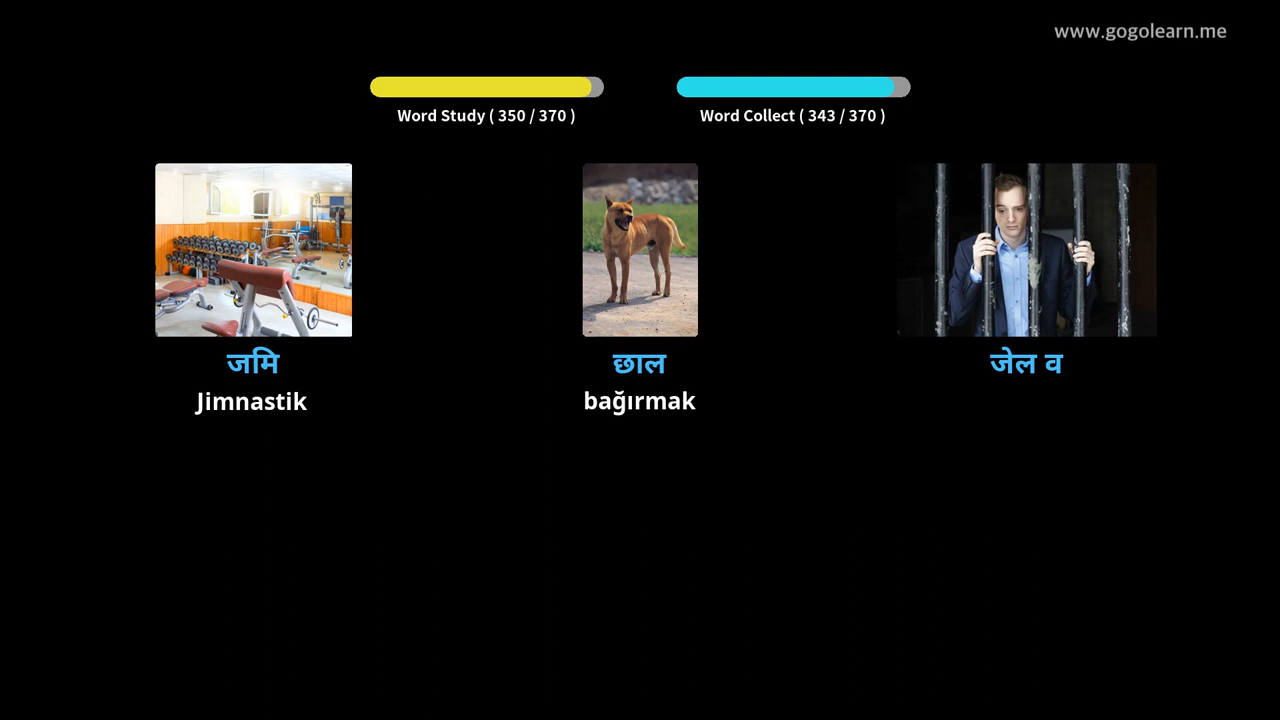 www.gogolearn.me
Word Study ( 350 / 370 )
Word Collect ( 343 / 370 )
जमि
छाल
जेल व
Jimnastik
bağırmak